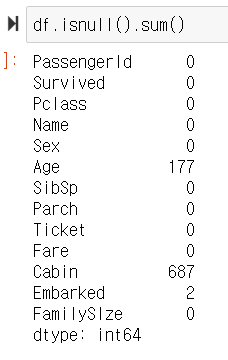 df.isnull().sum()
]:
PassengerId 0
Survived 0
Pclass 0
Name 0
Sex 0
Age 177
SibSp 0
Parch 0
Ticket 0
Fare 0
Cabin 687
Embarked 2
FamilySIze 0
dtype: int64